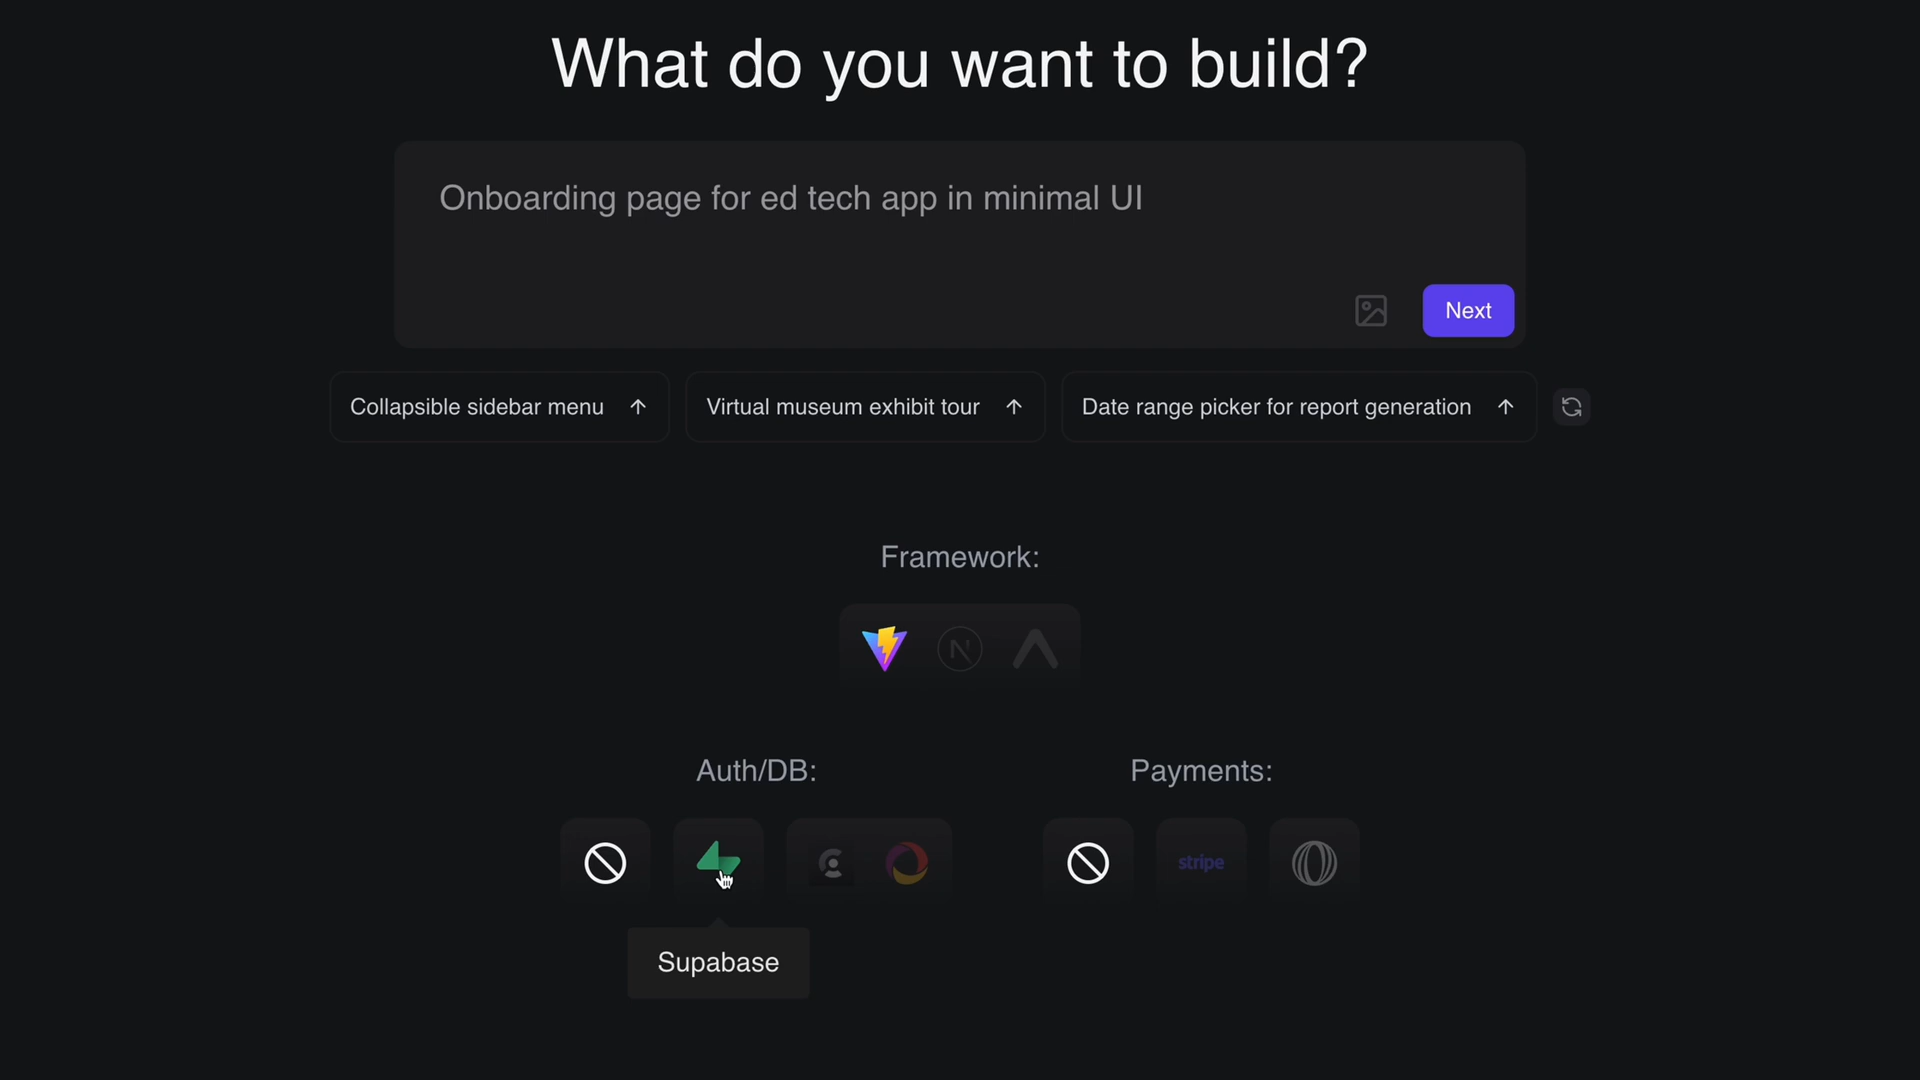 What do you want to build?
Onboarding page for ed tech app in minimal UI
Next
Collapsible sidebar menu
Virtual museum exhibit tour
Date range picker for report generation
Framework:
N
Auth/DB:
Payments:
stripe
Supabase